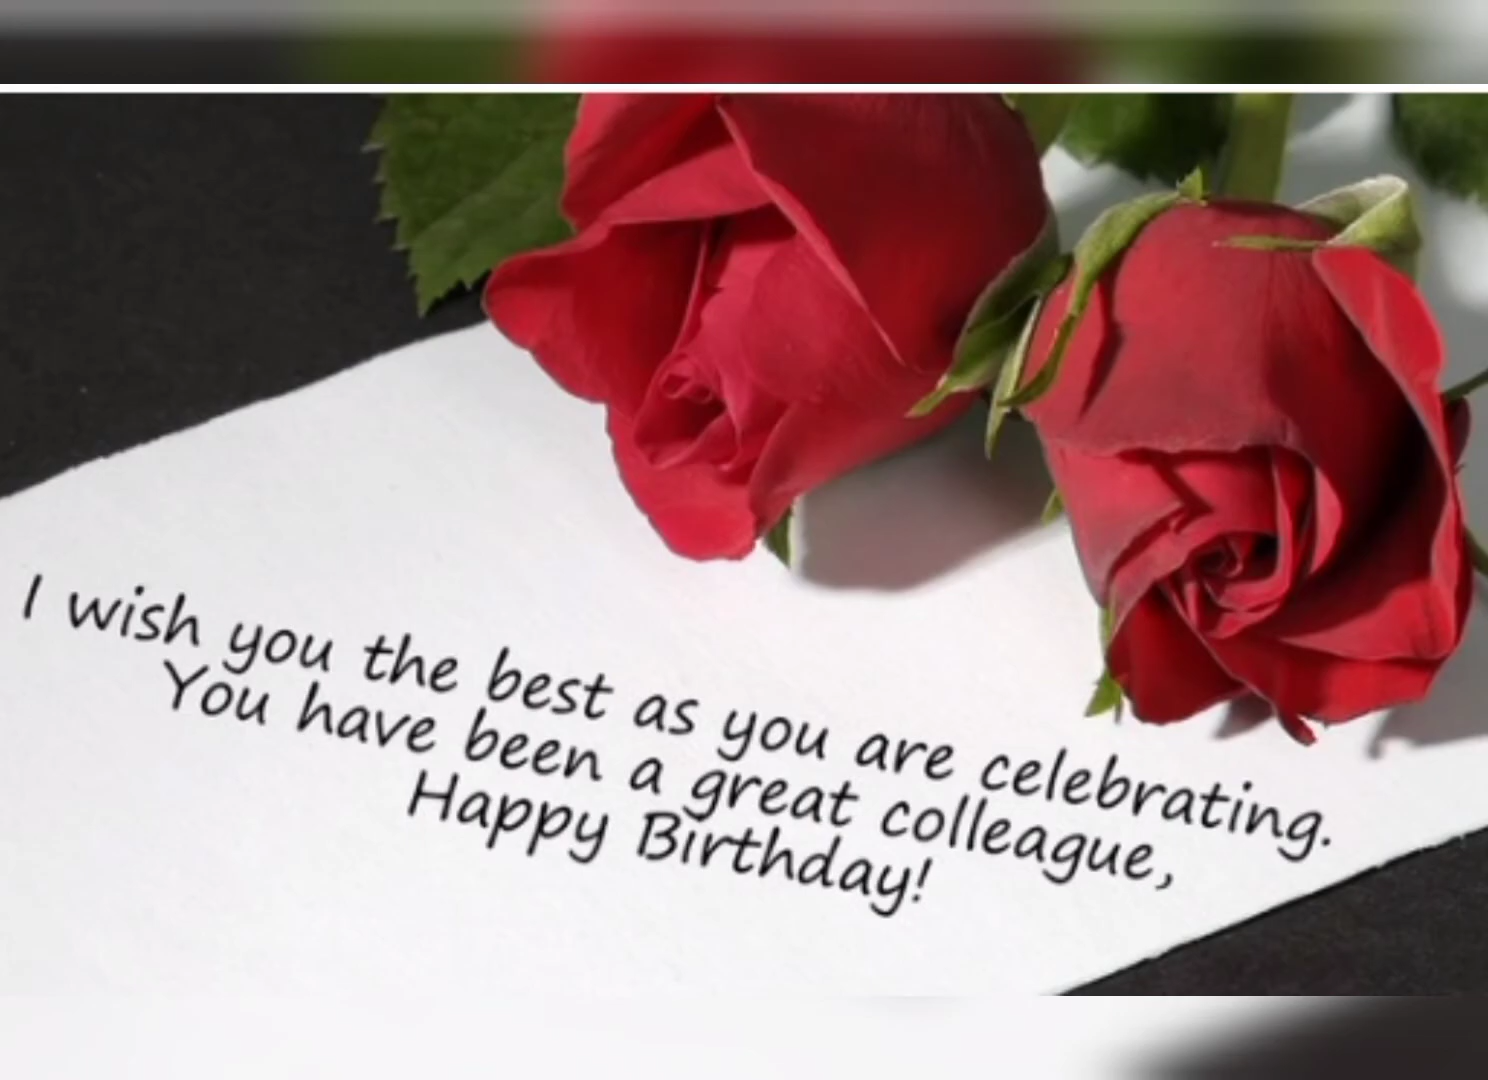 I wish you the best as you are celebrating.
You have been a great colleague,
Happy Birthday!